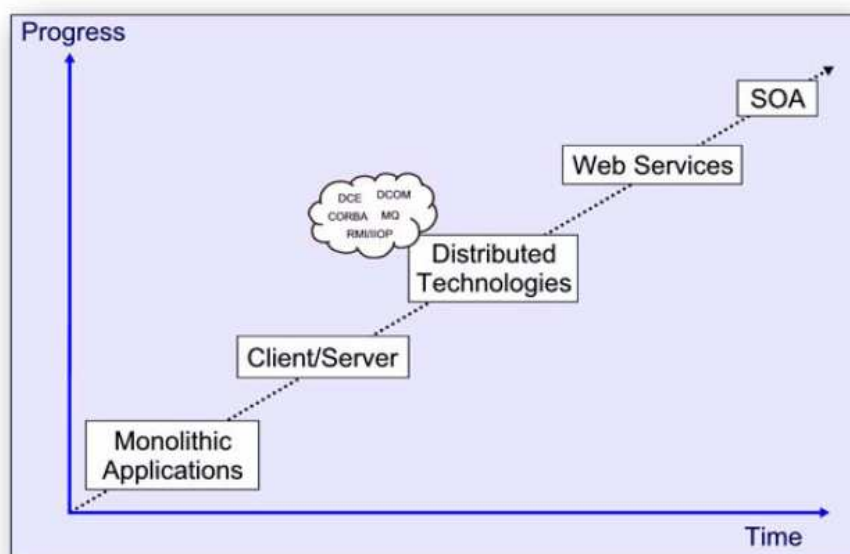 Progress
SOA
Web Services
DCE DCOM
CORBA MQ
RMI/IIOP
Distributed
Technologies
Client/Server
Monolithic
Applications
Time